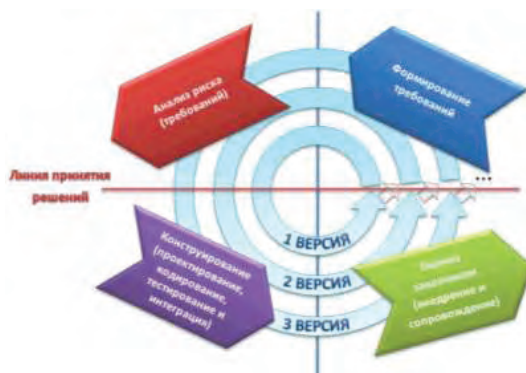 Анализ риска
(требований)
Формирование
требований
Линия принятия
решений
...
Конструирование
(проектирование,
кодирование,
тестирование и
интеграция)
1 ВЕРСИЯ
2 ВЕРСИЯ
3 ВЕРСИЯ
(внедрение и
сопровождение)